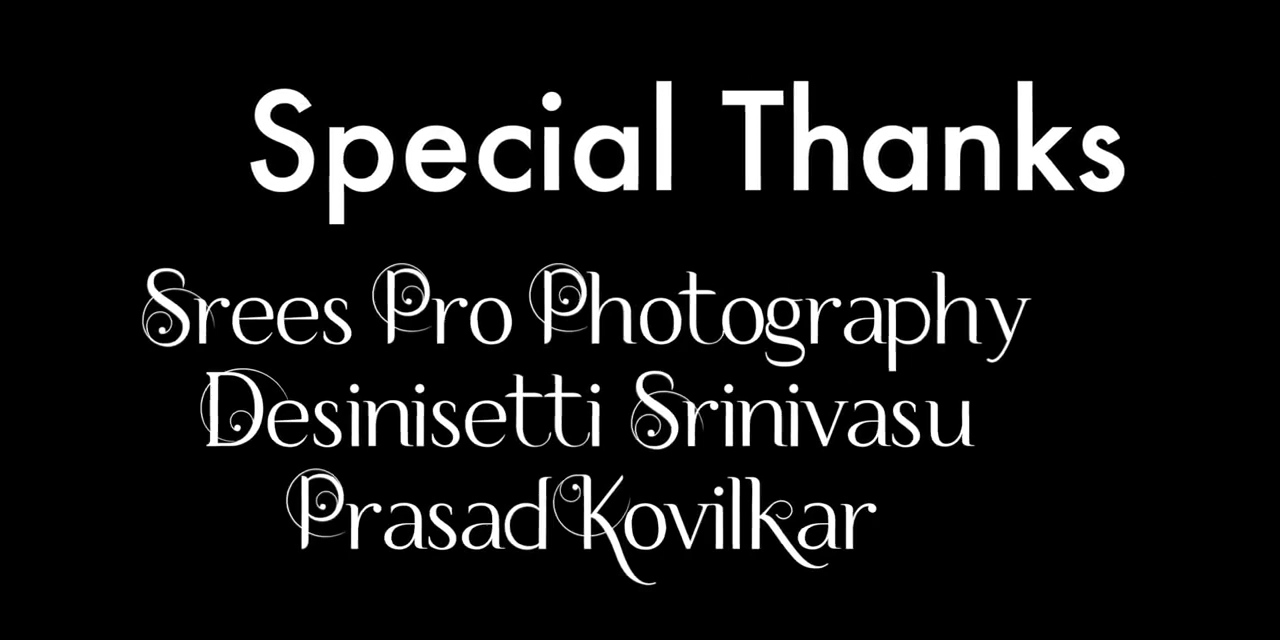 Special Thanks
Srees Pro Photography
Desinisetti Srinivasu
Prasad Kovilkar